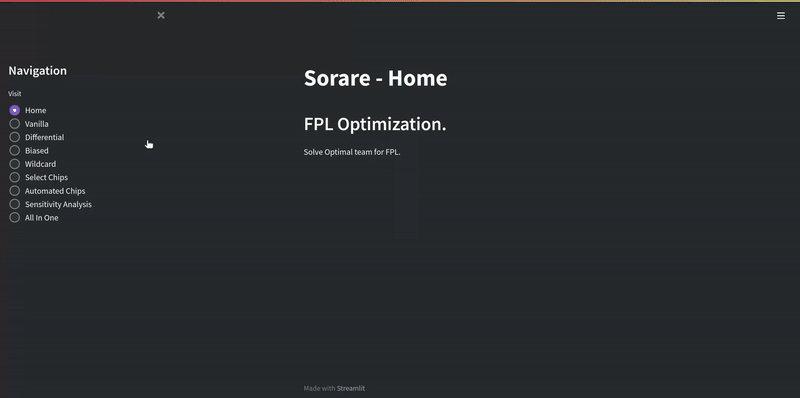 Navigation
Visit
Home
Vanilla
Differential
Biased
Wildcard
Select Chips
Automated Chips
Sensitivity Analysis
All In One
Sorare - Home
FPL Optimization.
Solve Optimal team for FPL.
Made with Streamlit